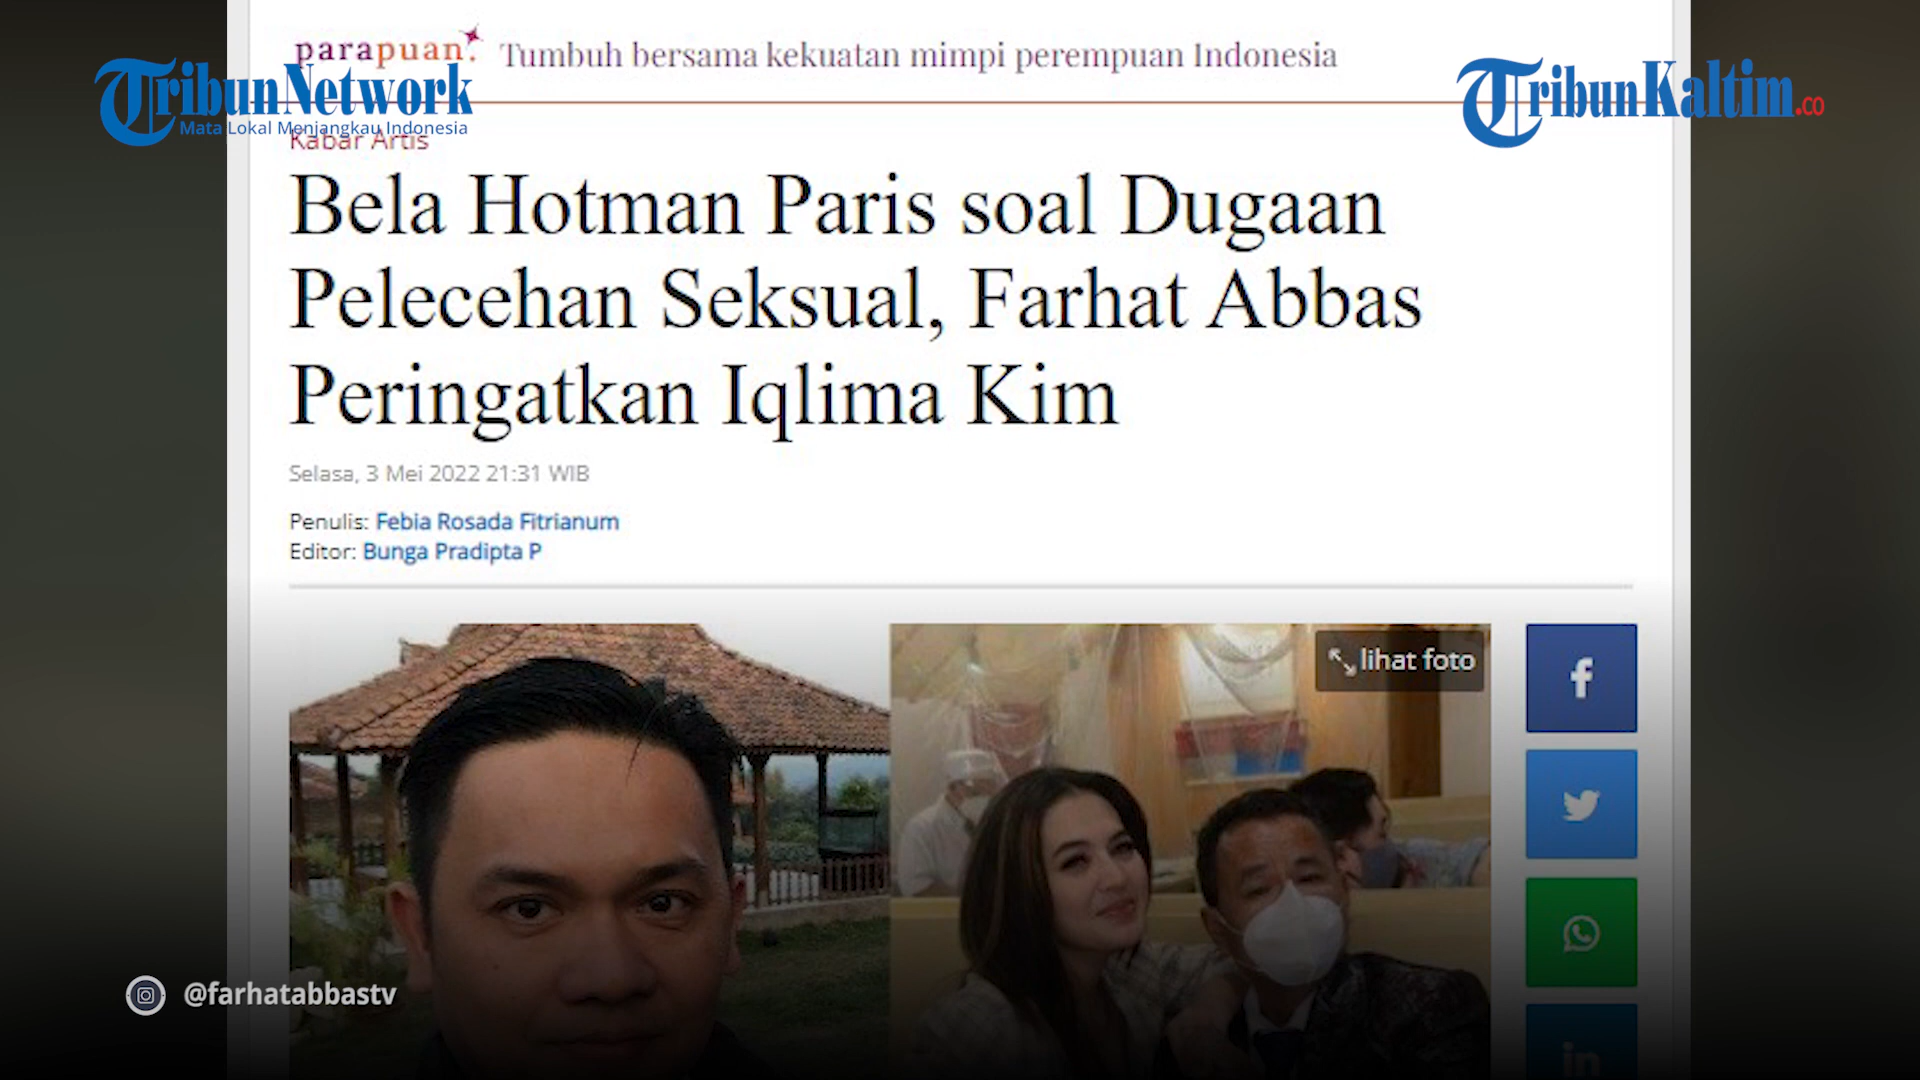 parapuan.
Tumbuh bersama kekuatan mimpi perempuan Indonesia
TribunNetwork
Mata Lokal Menjangkau Indonesia
TribunKaltim.co
Kabar Artis
Bela Hotman Paris soal Dugaan
Pelecehan Seksual, Farhat Abbas
Peringatkan Iqlima Kim
Selasa, 3 Mei 2022 21:31 WIB
Penulis: Febia Rosada Fitrianum
Editor: Bunga Pradipta P
lihat foto
f
in
@farhatabbastv